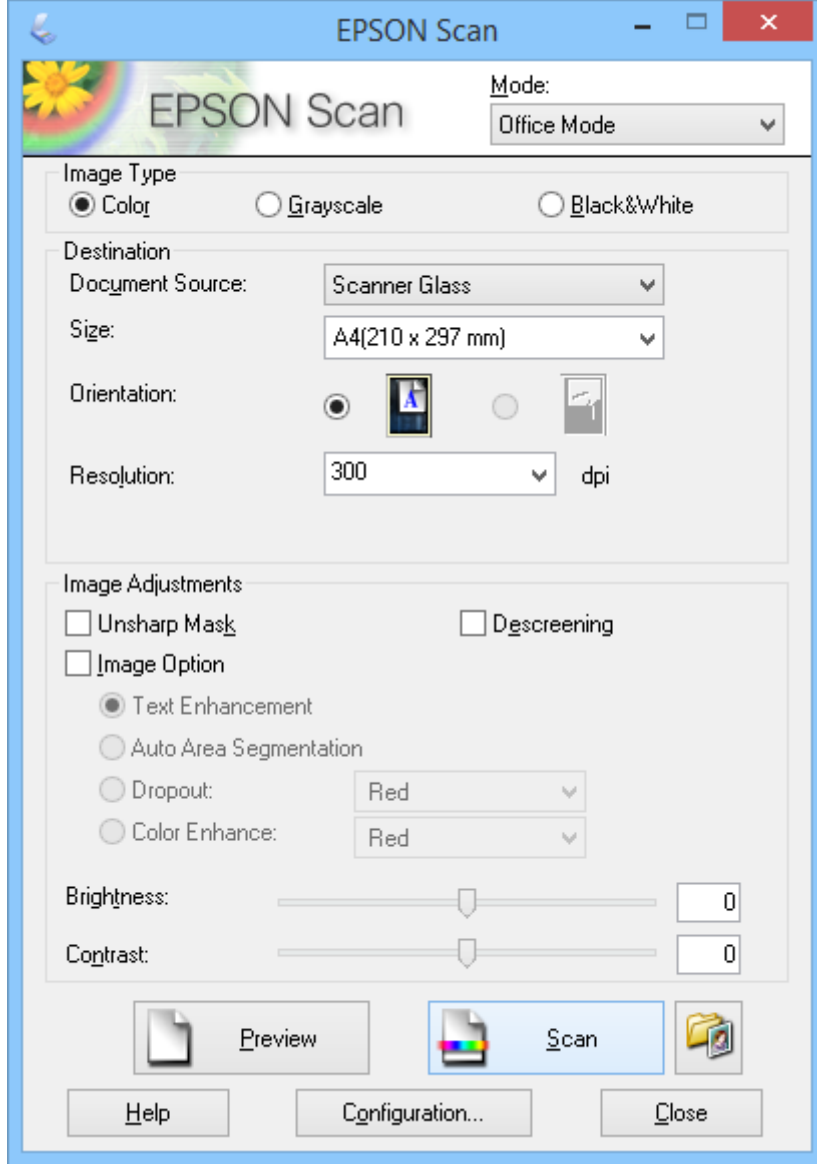 EPSON Scan
EPSON Scan
Mode:
Office Mode
Image Type
Color Grayscale Black&White
Destination
Document Source: Scanner Glass
Size: A4(210 x 297 mm)
Orientation: A
Resolution: 300 dpi
Image Adjustments
Unsharp Mask Descreening
Image Option
Text Enhancement
Auto Area Segmentation
Dropout: Red
Color Enhance: Red
Brightness: 0
Contrast: 0
Preview Scan
Help Configuration... Close